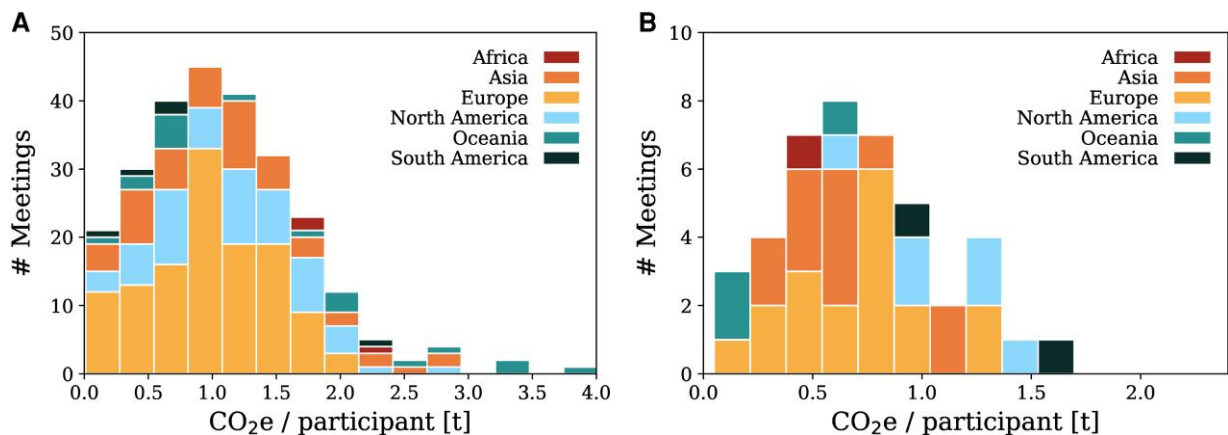 A
# Meetings
50
40
30
20
10
0
0.0 0.5 1.0 1.5 2.0 2.5 3.0 3.5 4.0
CO₂e / participant [t]
Africa
Asia
Europe
North America
Oceania
South America
B
# Meetings
10
8
6
4
2
0
0.0 0.5 1.0 1.5 2.0
CO₂e / participant [t]
Africa
Asia
Europe
North America
Oceania
South America